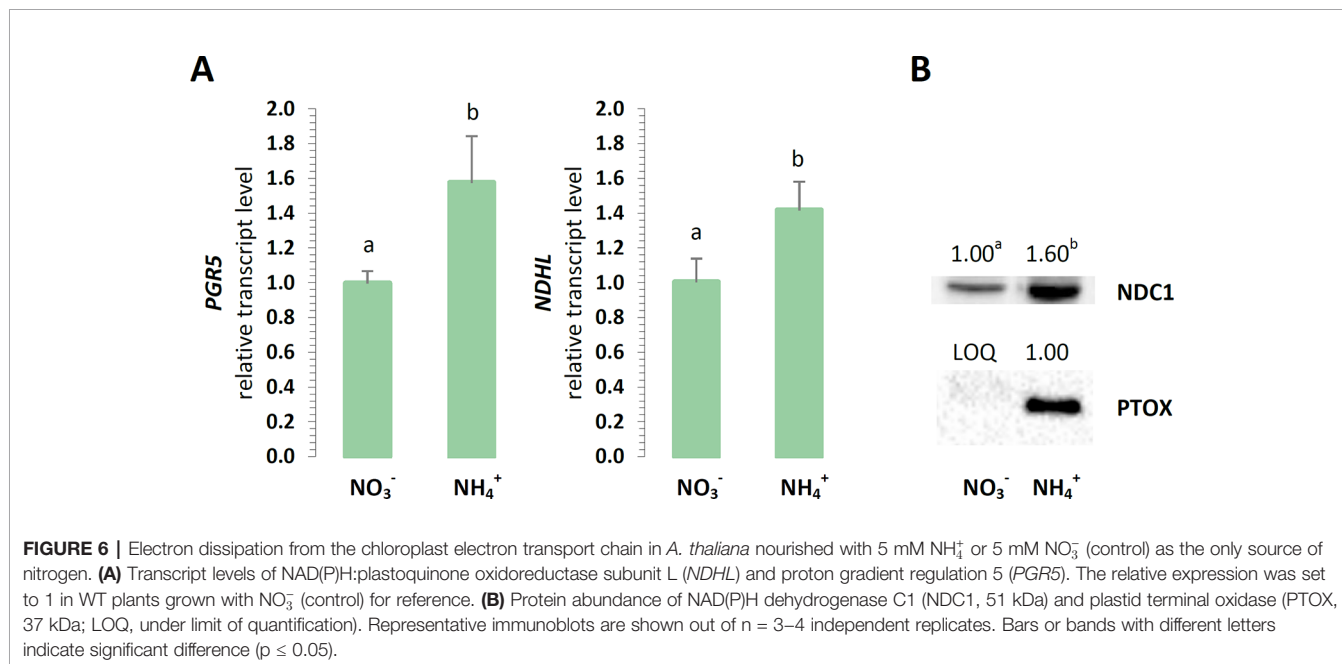 A
PGR5
relative transcript level
2.0
1.8
1.6
1.4
1.2
1.0
0.8
0.6
0.4
0.2
0.0
a
b
NO₃⁻
NH₄⁺
NDHL
relative transcript level
2.0
1.8
1.6
1.4
1.2
1.0
0.8
0.6
0.4
0.2
0.0
a
b
NO₃⁻
NH₄⁺
B
1.00ᵃ 1.60ᵇ
NDC1
LOQ 1.00
PTOX
NO₃⁻ NH₄⁺
FIGURE 6 | Electron dissipation from the chloroplast electron transport chain in A. thaliana nourished with 5 mM NH₄⁺ or 5 mM NO₃⁻ (control) as the only source of
nitrogen. (A) Transcript levels of NAD(P)H:plastoquinone oxidoreductase subunit L (NDHL) and proton gradient regulation 5 (PGR5). The relative expression was set
to 1 in WT plants grown with NO₃⁻ (control) for reference. (B) Protein abundance of NAD(P)H dehydrogenase C1 (NDC1, 51 kDa) and plastid terminal oxidase (PTOX,
37 kDa; LOQ, under limit of quantification). Representative immunoblots are shown out of n = 3–4 independent replicates. Bars or bands with different letters
indicate significant difference (p ≤ 0.05).